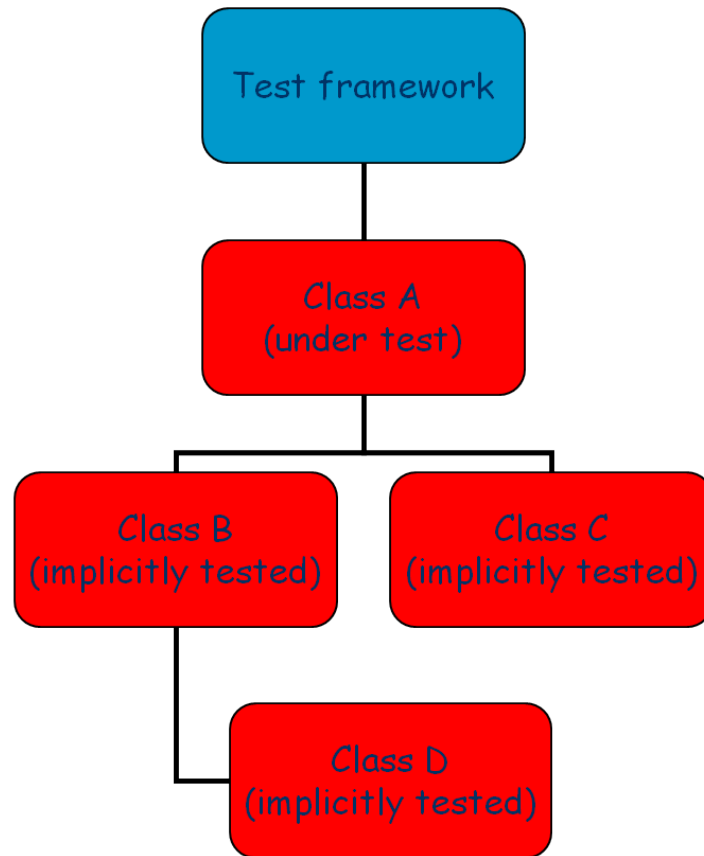 Test framework
Class A
(under test)
Class B
(implicitly tested)
Class C
(implicitly tested)
Class D
(implicitly tested)